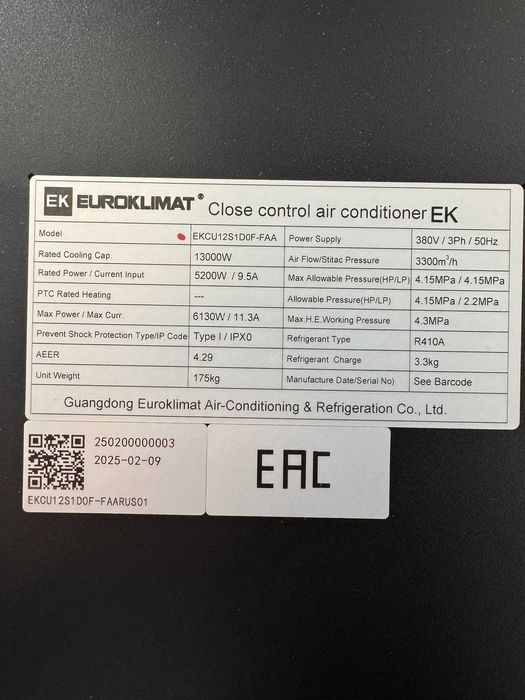 EK EUROKLIMAT® Close control air conditioner EK
Model EKCU12S1D0F-FAA Power Supply 380V / 3Ph / 50Hz
Rated Cooling Cap. 13000W Air Flow/Stitac Pressure 3300m³/h
Rated Power / Current Input 5200W / 9.5A Max Allowable Pressure(HP/LP) 4.15MPa / 4.15MPa
PTC Rated Heating --- Allowable Pressure(HP/LP) 4.15MPa / 2.2MPa
Max Power / Max Curr. 6130W / 11.3A Max.H.E.Working Pressure 4.3MPa
Prevent Shock Protection Type/IP Code Type I / IPX0 Refrigerant Type R410A
AEER 4.29 Refrigerant Charge 3.3kg
Unit Weight 175kg Manufacture Date/Serial No) See Barcode
Guangdong Euroklimat Air-Conditioning & Refrigeration Co., Ltd.
250200000003
2025-02-09
EKCU12S1D0F-FAARUS01
EAC